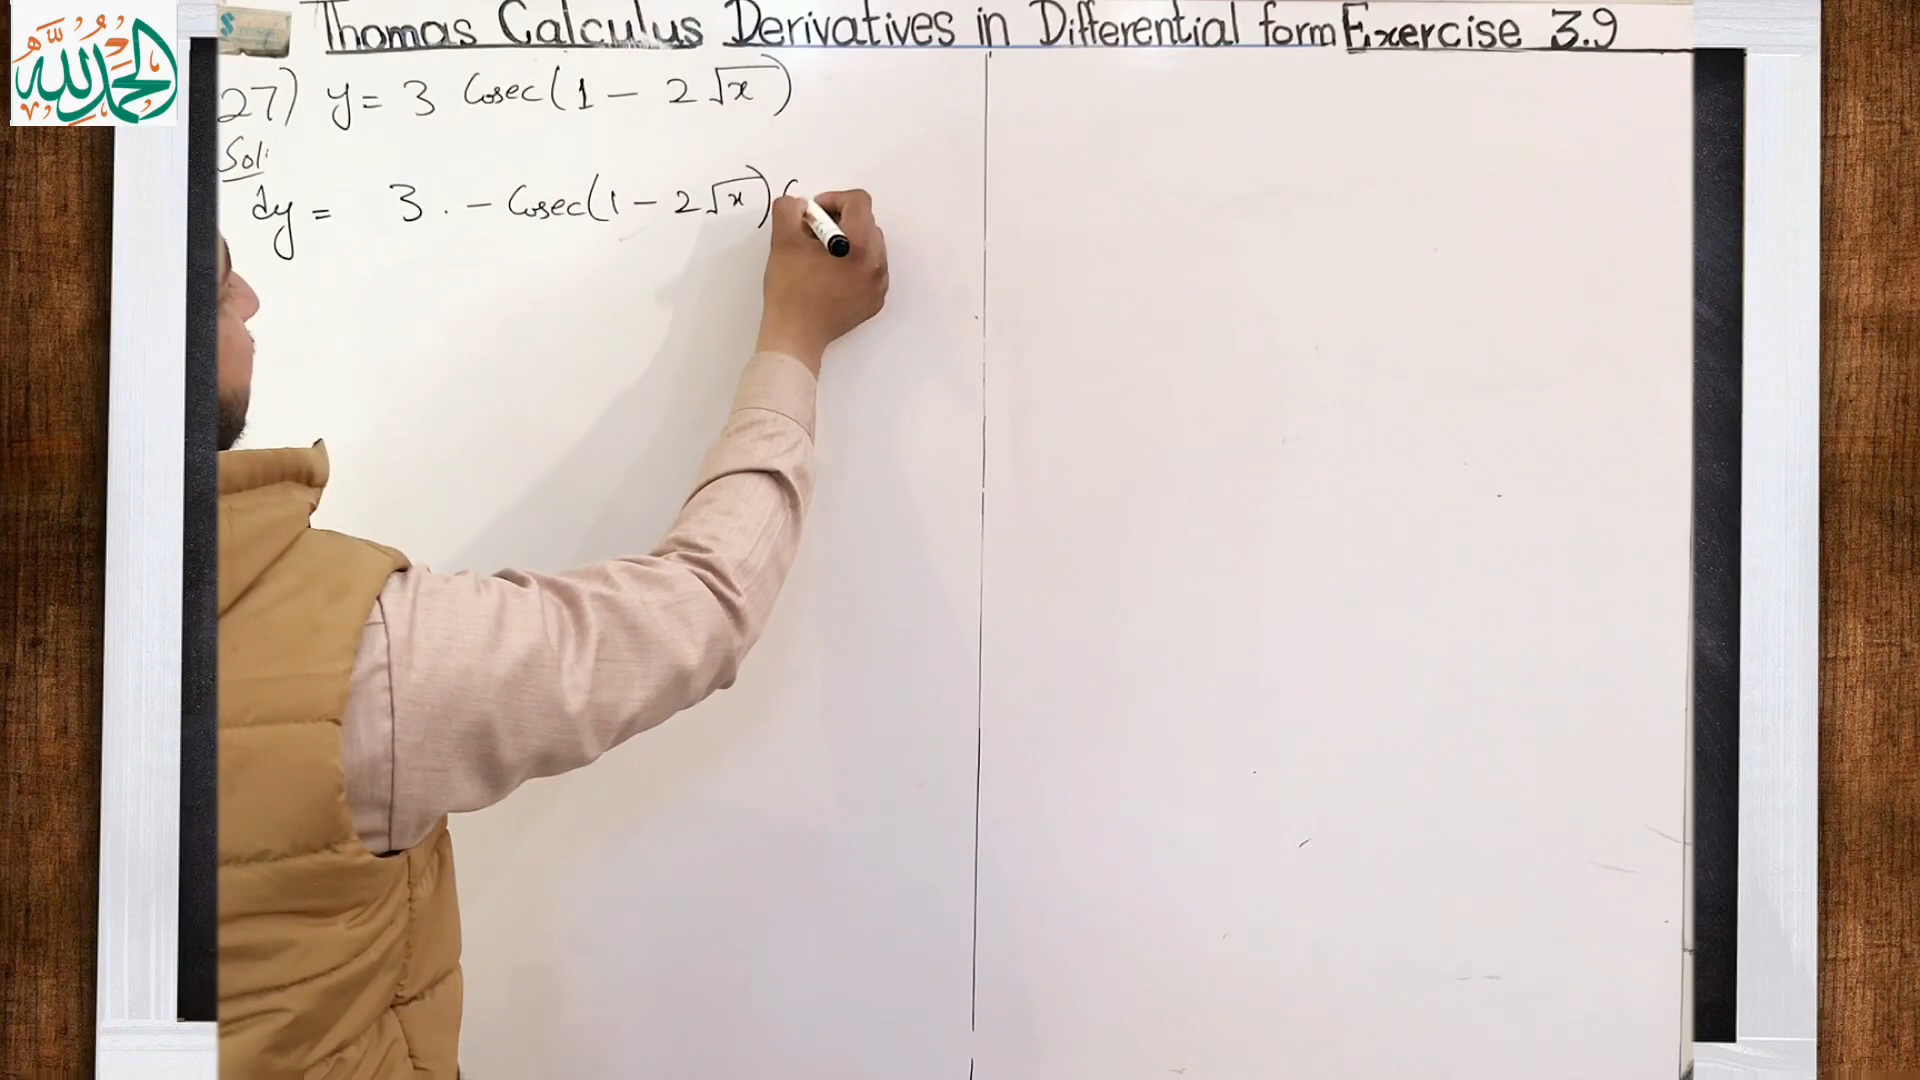 الحمد لله
Thomas Calculus Derivatives in Differential form Exercise 3.9
27) y = 3 Cosec(1 - 2√x)
Sol:
dy = 3 . - Cosec(1 - 2√x) C